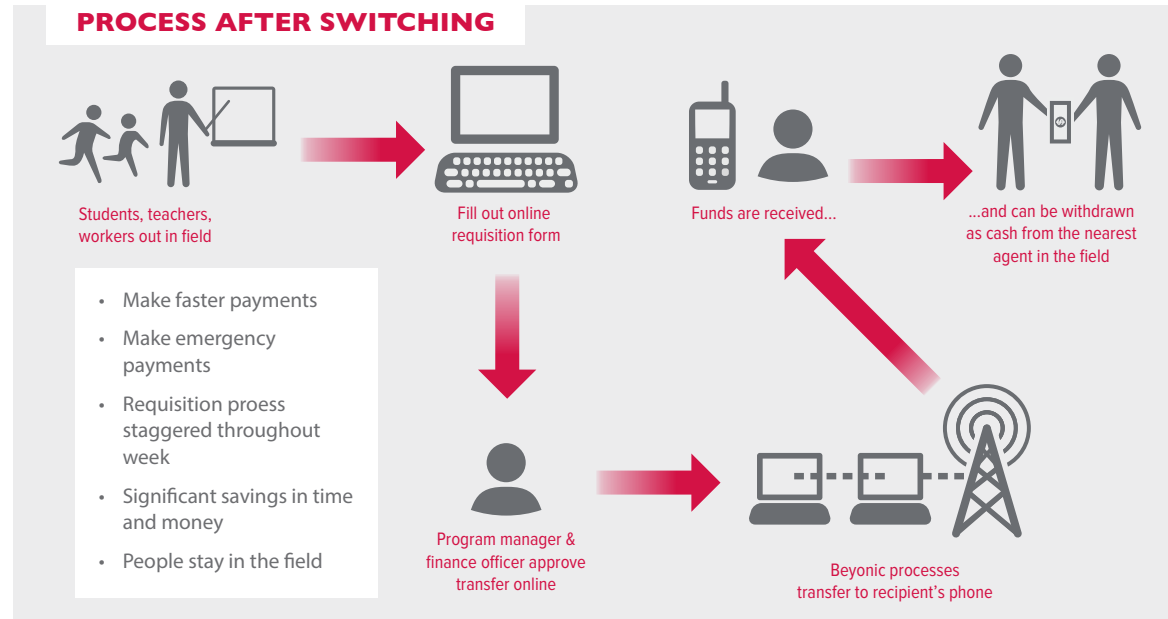 PROCESS AFTER SWITCHING
Students, teachers,
workers out in field
Fill out online
requisition form
Program manager &
finance officer approve
transfer online
Beyonic processes
transfer to recipient's phone
Funds are received...
...and can be withdrawn
as cash from the nearest
agent in the field
• Make faster payments
• Make emergency
payments
• Requisition proess
staggered throughout
week
• Significant savings in time
and money
• People stay in the field